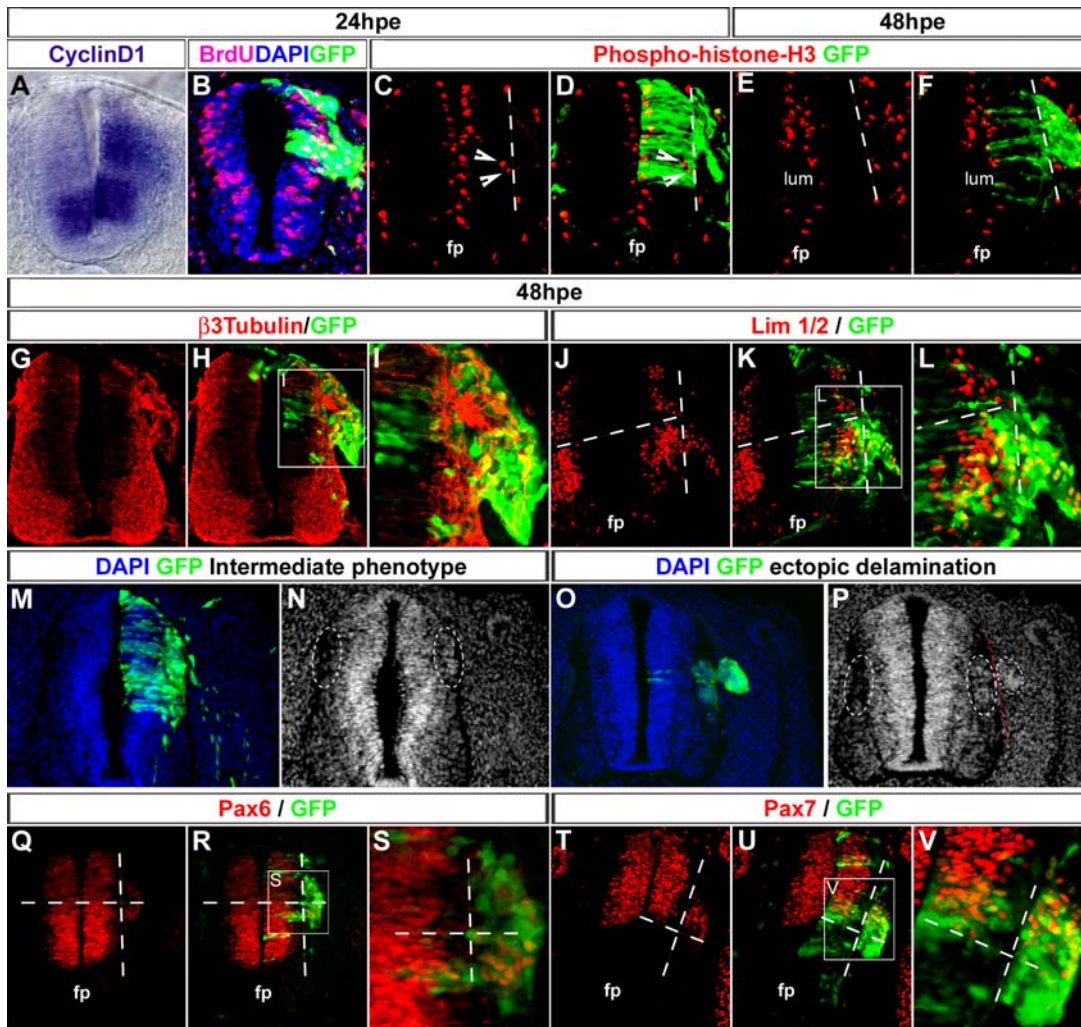 24hpe 48hpe
CyclinD1 BrdUDAPIGFP Phospho-histone-H3 GFP
A B C D E F
lum lum
fp fp fp fp
48hpe
β3Tubulin/GFP Lim 1/2 / GFP
G H I J K L
I L
fp fp
DAPI GFP Intermediate phenotype DAPI GFP ectopic delamination
M N O P
Pax6 / GFP Pax7 / GFP
Q R S T U V
S V
fp fp fp fp